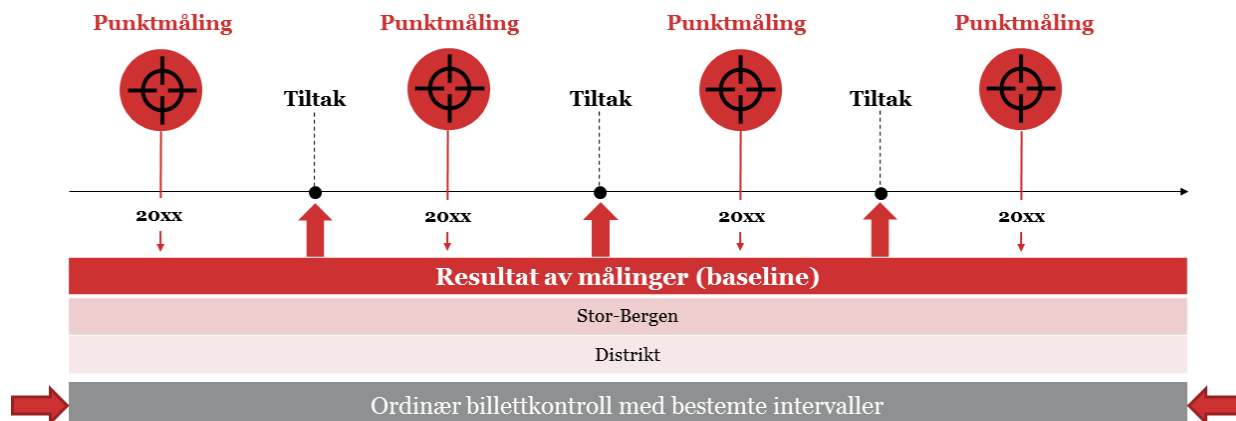 Punktmåling Punktmåling Punktmåling Punktmåling
Tiltak Tiltak Tiltak
20xx 20xx 20xx 20xx
Resultat av målinger (baseline)
Stor-Bergen
Distrikt
Ordinær billettkontroll med bestemte intervaller